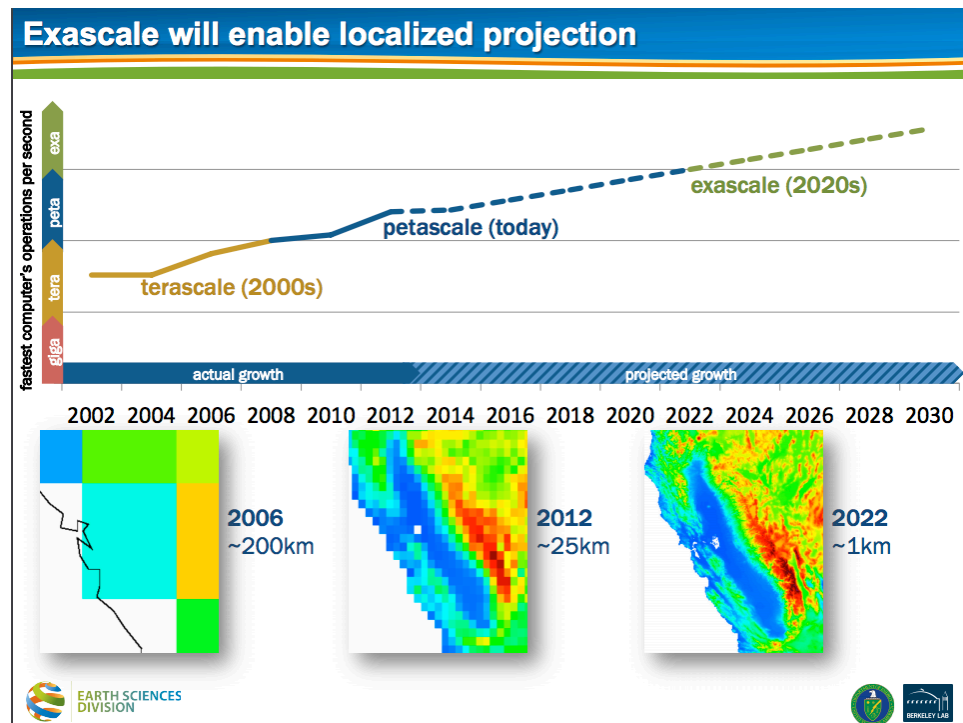 Exascale will enable localized projection
fastest computer's operations per second
exa
peta
tera
giga
exascale (2020s)
petascale (today)
terascale (2000s)
actual growth
projected growth
2002 2004 2006 2008 2010 2012 2014 2016 2018 2020 2022 2024 2026 2028 2030
2006
~200km
2012
~25km
2022
~1km
EARTH SCIENCES
DIVISION
BERKELEY LAB